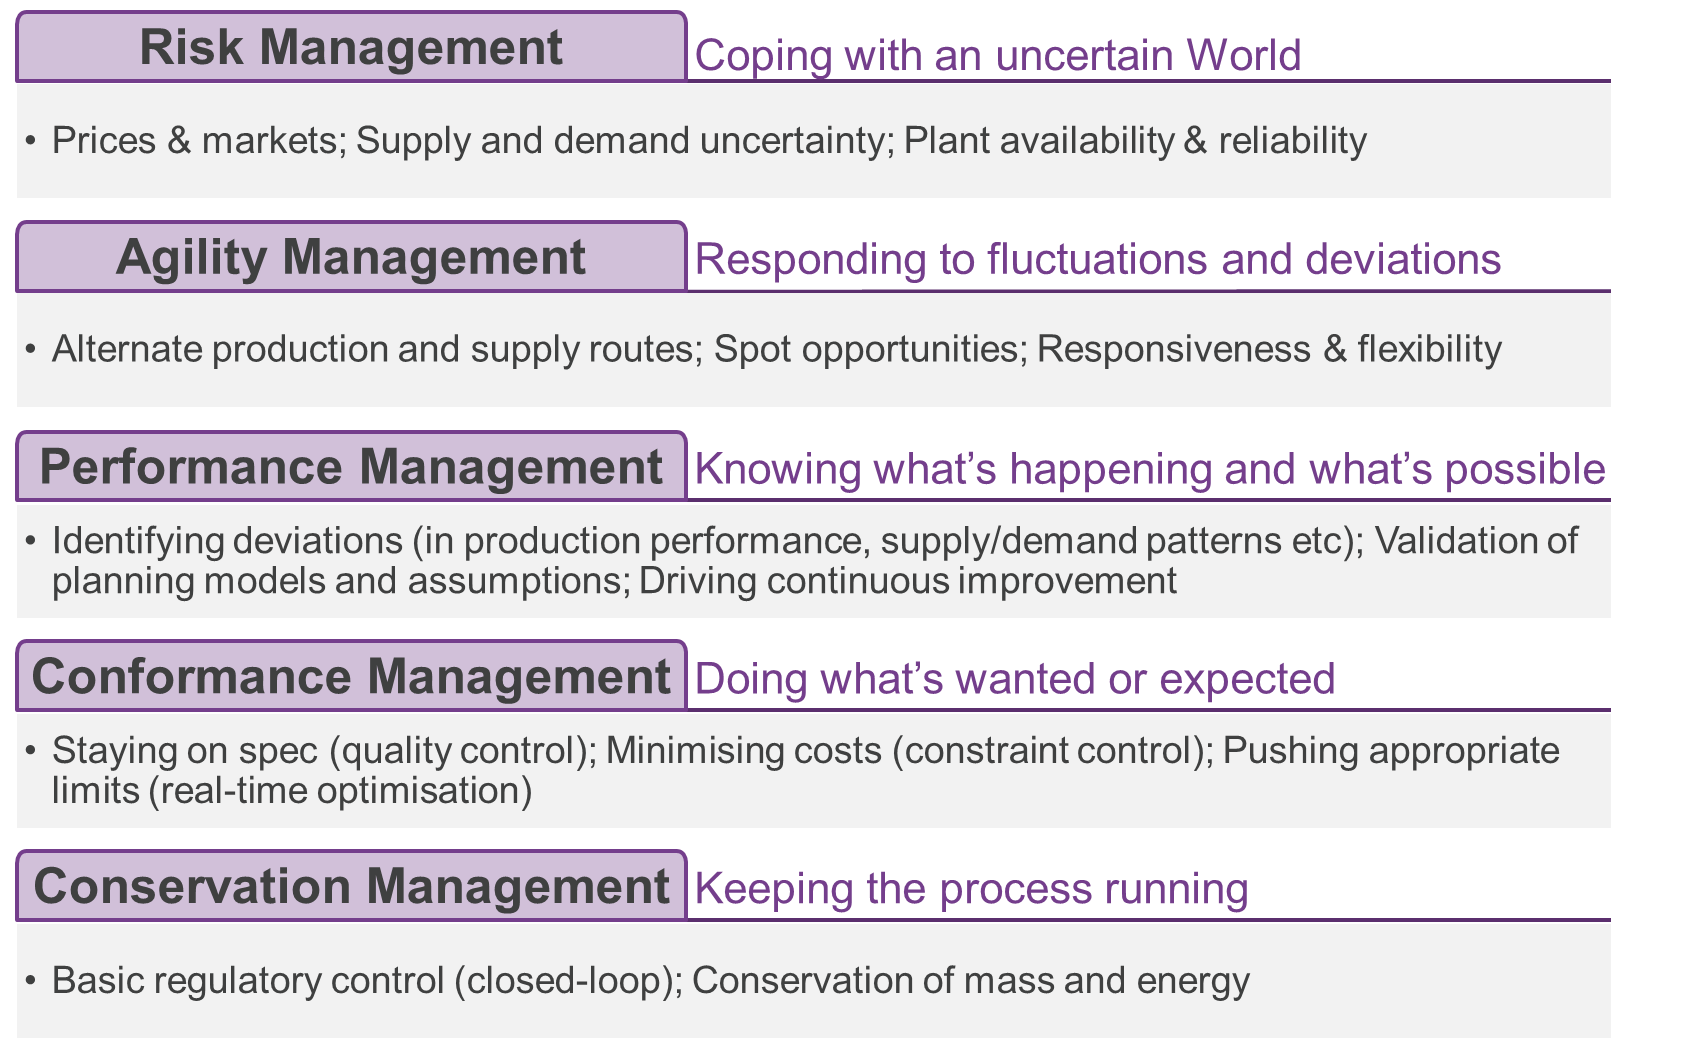 Risk Management
Coping with an uncertain World
• Prices & markets; Supply and demand uncertainty; Plant availability & reliability
Agility Management
Responding to fluctuations and deviations
• Alternate production and supply routes; Spot opportunities; Responsiveness & flexibility
Performance Management
Knowing what’s happening and what’s possible
• Identifying deviations (in production performance, supply/demand patterns etc); Validation of
planning models and assumptions; Driving continuous improvement
Conformance Management
Doing what’s wanted or expected
• Staying on spec (quality control); Minimising costs (constraint control); Pushing appropriate
limits (real-time optimisation)
Conservation Management
Keeping the process running
• Basic regulatory control (closed-loop); Conservation of mass and energy